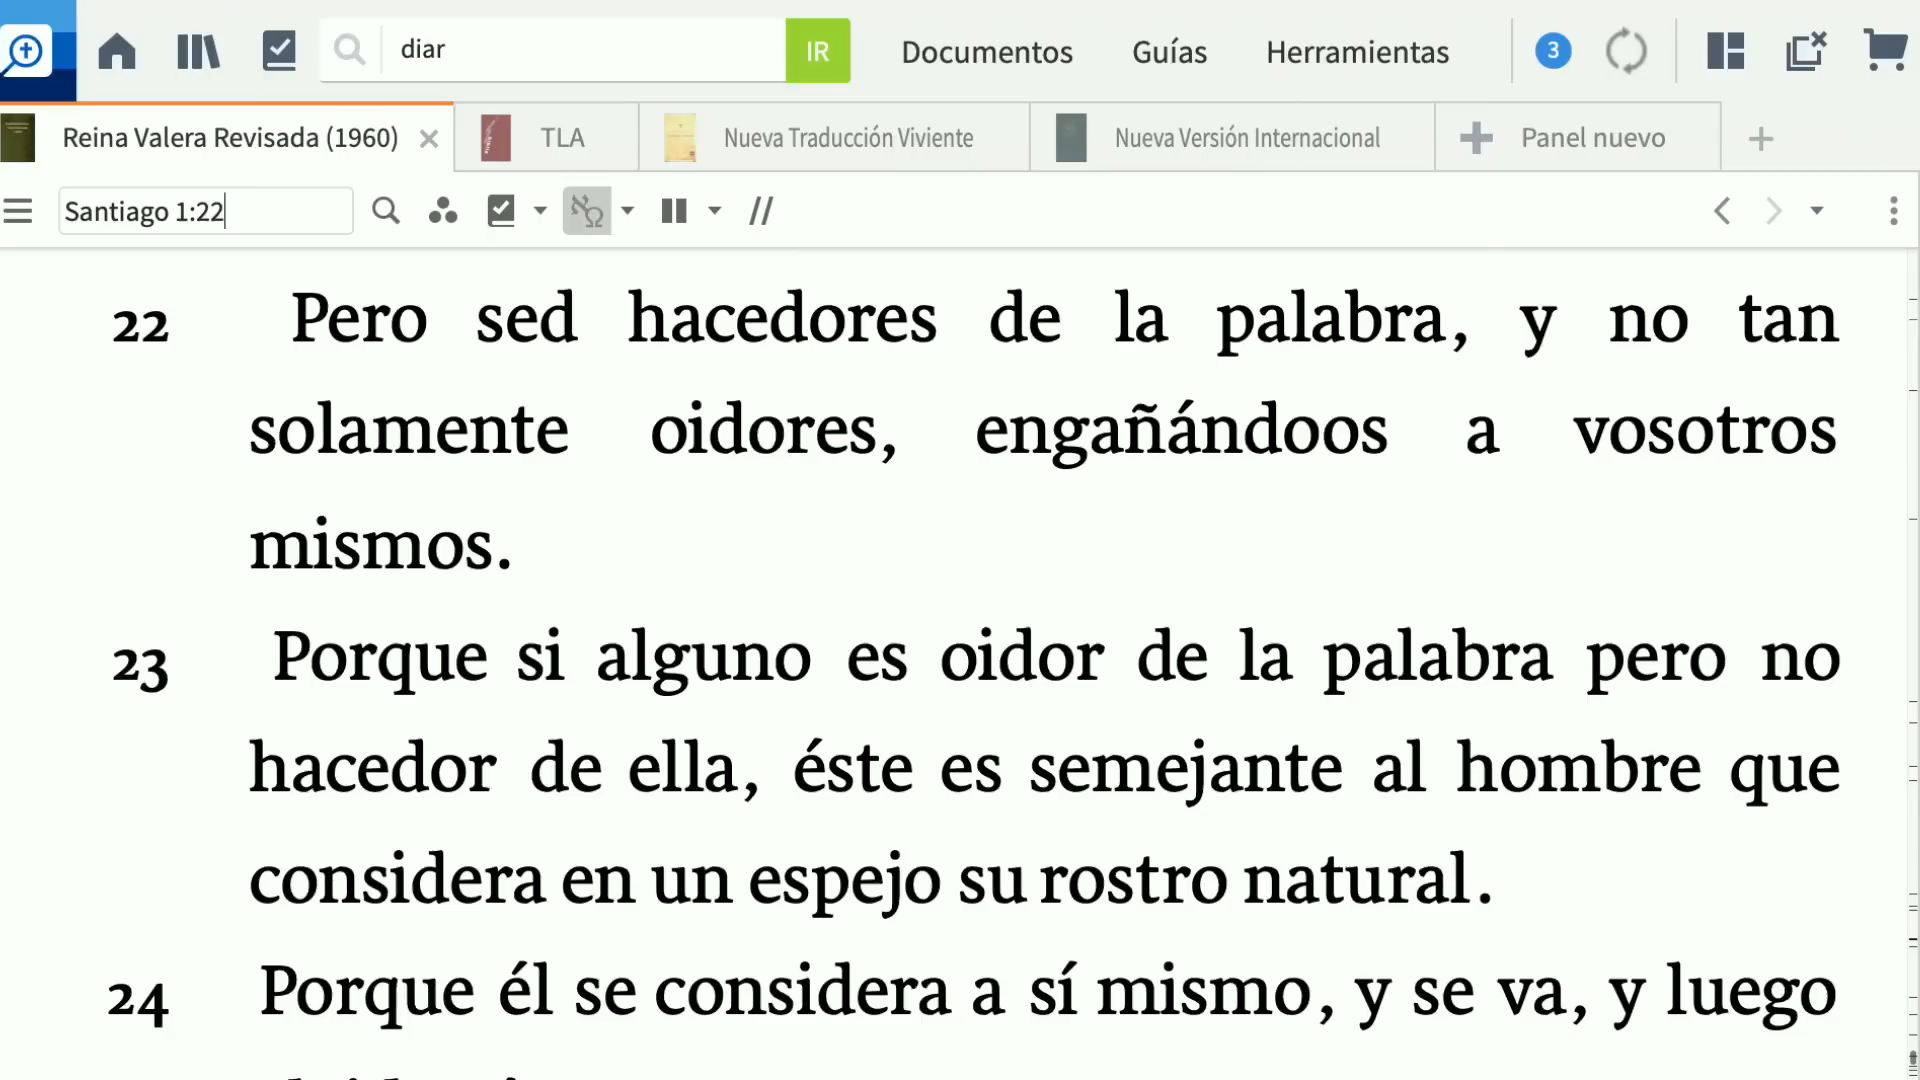 diar IR Documentos Guías Herramientas 3
Reina Valera Revisada (1960) TLA Nueva Traducción Viviente Nueva Versión Internacional Panel nuevo
Santiago 1:22
22 Pero sed hacedores de la palabra, y no tan
solamente oidores, engañándoos a vosotros
mismos.
23 Porque si alguno es oidor de la palabra pero no
hacedor de ella, éste es semejante al hombre que
considera en un espejo su rostro natural.
24 Porque él se considera a sí mismo, y se va, y luego